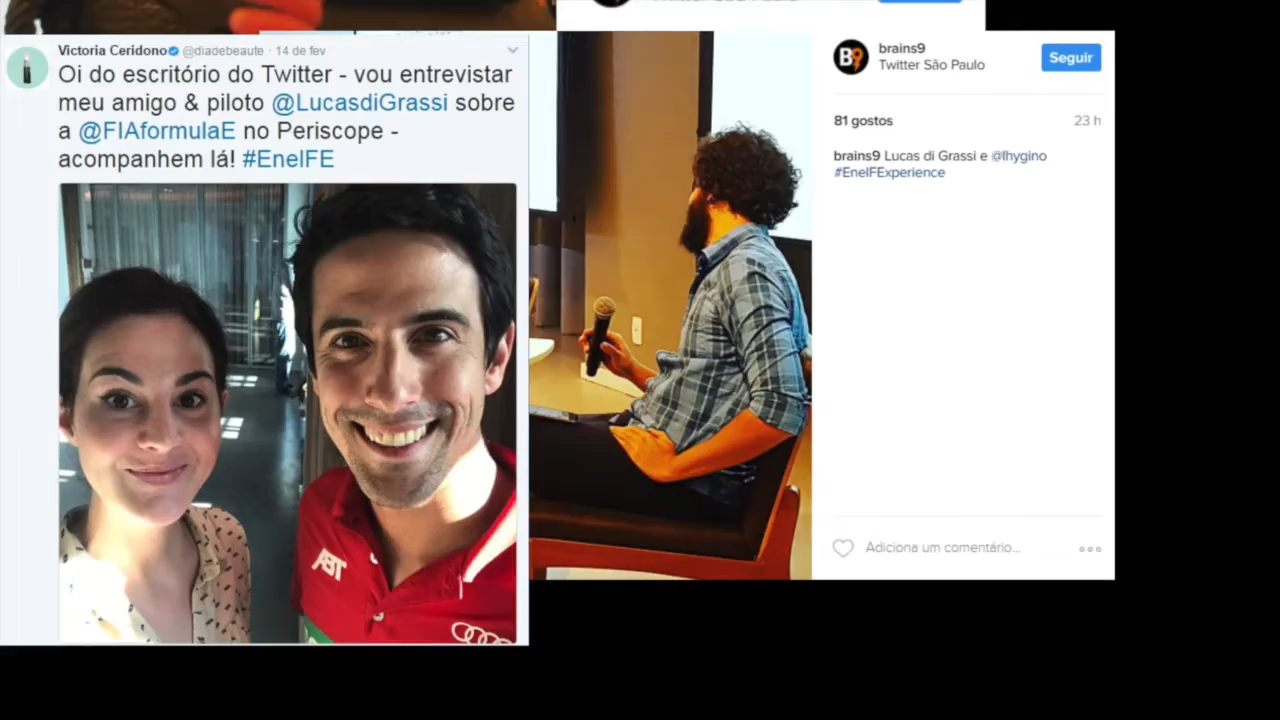 Victoria Ceridono @diadebeaute · 14 de fev
Oi do escritório do Twitter - vou entrevistar
meu amigo & piloto @LucasdiGrassi sobre
a @FIAformulaE no Periscope -
acompanhem lá! #EnelFE
ABT
B9
brains9
Twitter São Paulo
Seguir
81 gostos
23 h
brains9 Lucas di Grassi e @lhygino
#EnelFExperience
Adiciona um comentário...